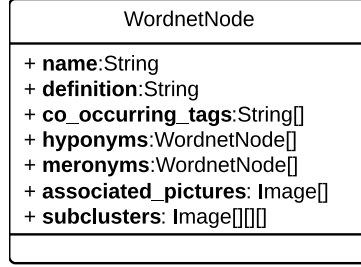 WordnetNode
+ name:String
+ definition:String
+ co_occurring_tags:String[]
+ hyponyms:WordnetNode[]
+ meronyms:WordnetNode[]
+ associated_pictures: Image[]
+ subclusters: Image[][][]